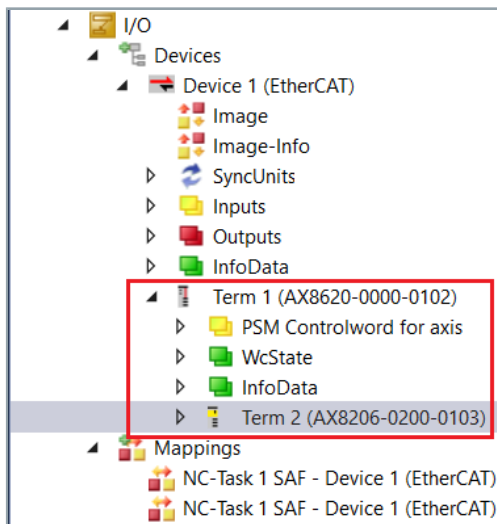 I/O
Devices
Device 1 (EtherCAT)
Image
Image-Info
SyncUnits
Inputs
Outputs
InfoData
Term 1 (AX8620-0000-0102)
PSM Controlword for axis
WcState
InfoData
Term 2 (AX8206-0200-0103)
Mappings
NC-Task 1 SAF - Device 1 (EtherCAT)
NC-Task 1 SAF - Device 1 (EtherCAT)